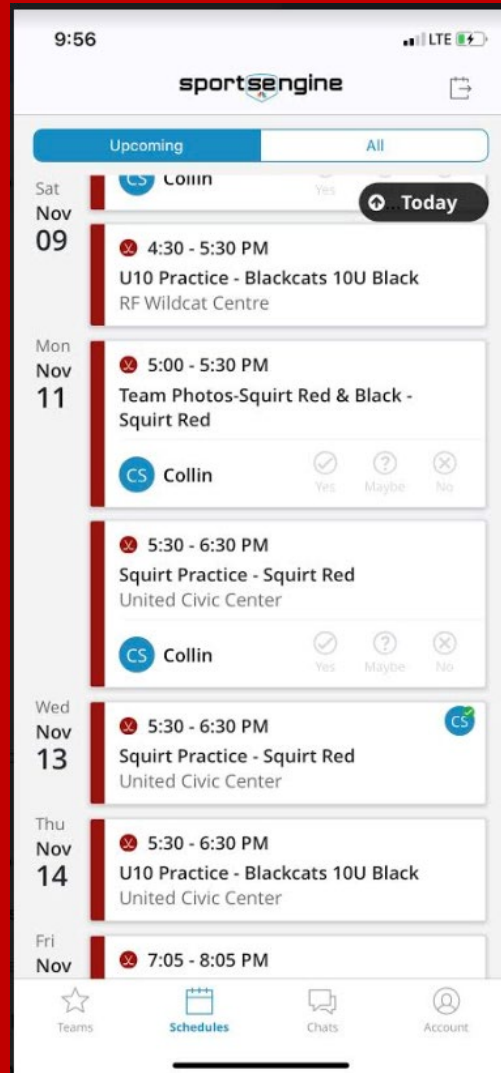 9:56
LTE
sportsengine
Upcoming
All
Sat
Nov
09
CS Collin
Yes
Today
4:30 - 5:30 PM
U10 Practice - Blackcats 10U Black
RF Wildcat Centre
Mon
Nov
11
5:00 - 5:30 PM
Team Photos-Squirt Red & Black -
Squirt Red
CS Collin
Yes Maybe No
5:30 - 6:30 PM
Squirt Practice - Squirt Red
United Civic Center
CS Collin
Yes Maybe No
Wed
Nov
13
5:30 - 6:30 PM
CS
Squirt Practice - Squirt Red
United Civic Center
Thu
Nov
14
5:30 - 6:30 PM
U10 Practice - Blackcats 10U Black
United Civic Center
Fri
Nov
7:05 - 8:05 PM
Teams Schedules Chats Account